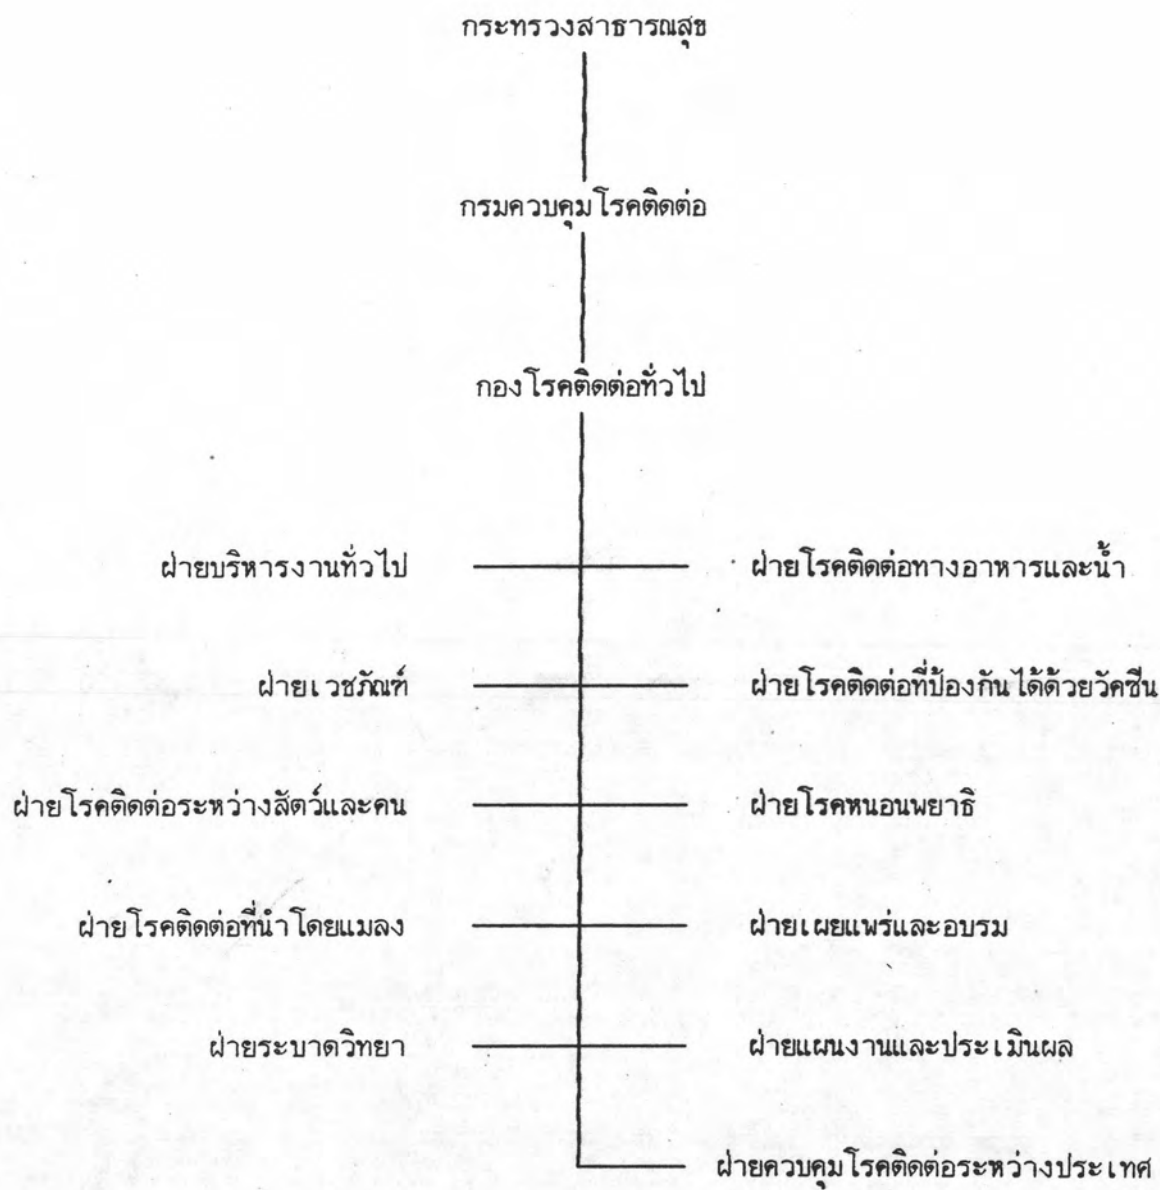 กระทรวงสาธารณสุข
กรมควบคุมโรคติดต่อ
กองโรคติดต่อทั่วไป
ฝ่ายบริหารงานทั่วไป
ฝ่ายโรคติดต่อทางอาหารและน้ำ
ฝ่ายเวชภัณฑ์
ฝ่ายโรคติดต่อที่ป้องกันได้ด้วยวัคซีน
ฝ่ายโรคติดต่อระหว่างสัตว์และคน
ฝ่ายโรคหนอนพยาธิ
ฝ่ายโรคติดต่อที่นำโดยแมลง
ฝ่ายเผยแพร่และอบรม
ฝ่ายระบาดวิทยา
ฝ่ายแผนงานและประเมินผล
ฝ่ายควบคุมโรคติดต่อระหว่างประเทศ